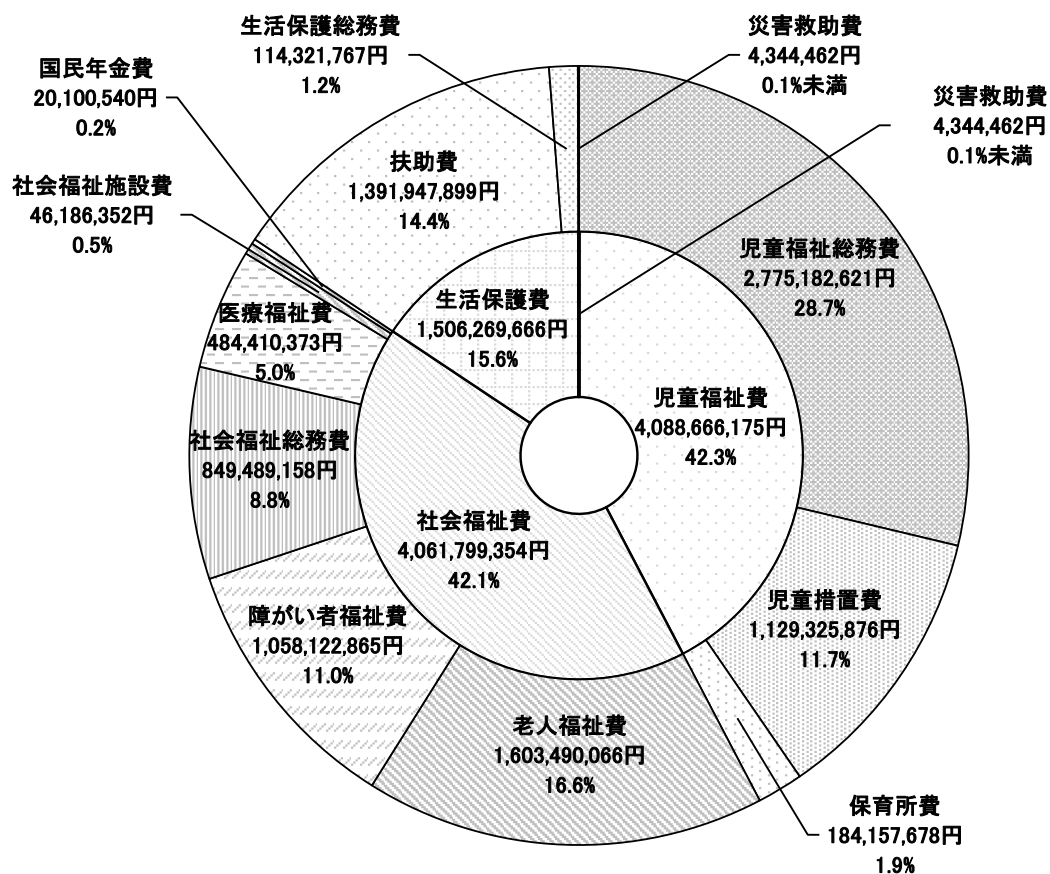 生活保護総務費
114,321,767円
1.2%
災害救助費
4,344,462円
0.1%未満
国民年金費
20,100,540円
0.2%
災害救助費
4,344,462円
0.1%未満
扶助費
1,391,947,899円
14.4%
社会福祉施設費
46,186,352円
0.5%
児童福祉総務費
2,775,182,621円
28.7%
生活保護費
1,506,269,666円
15.6%
医療福祉費
484,410,373円
5.0%
児童福祉費
4,088,666,175円
42.3%
社会福祉総務費
849,489,158円
8.8%
社会福祉費
4,061,799,354円
42.1%
児童措置費
1,129,325,876円
11.7%
障がい者福祉費
1,058,122,865円
11.0%
老人福祉費
1,603,490,066円
16.6%
保育所費
184,157,678円
1.9%